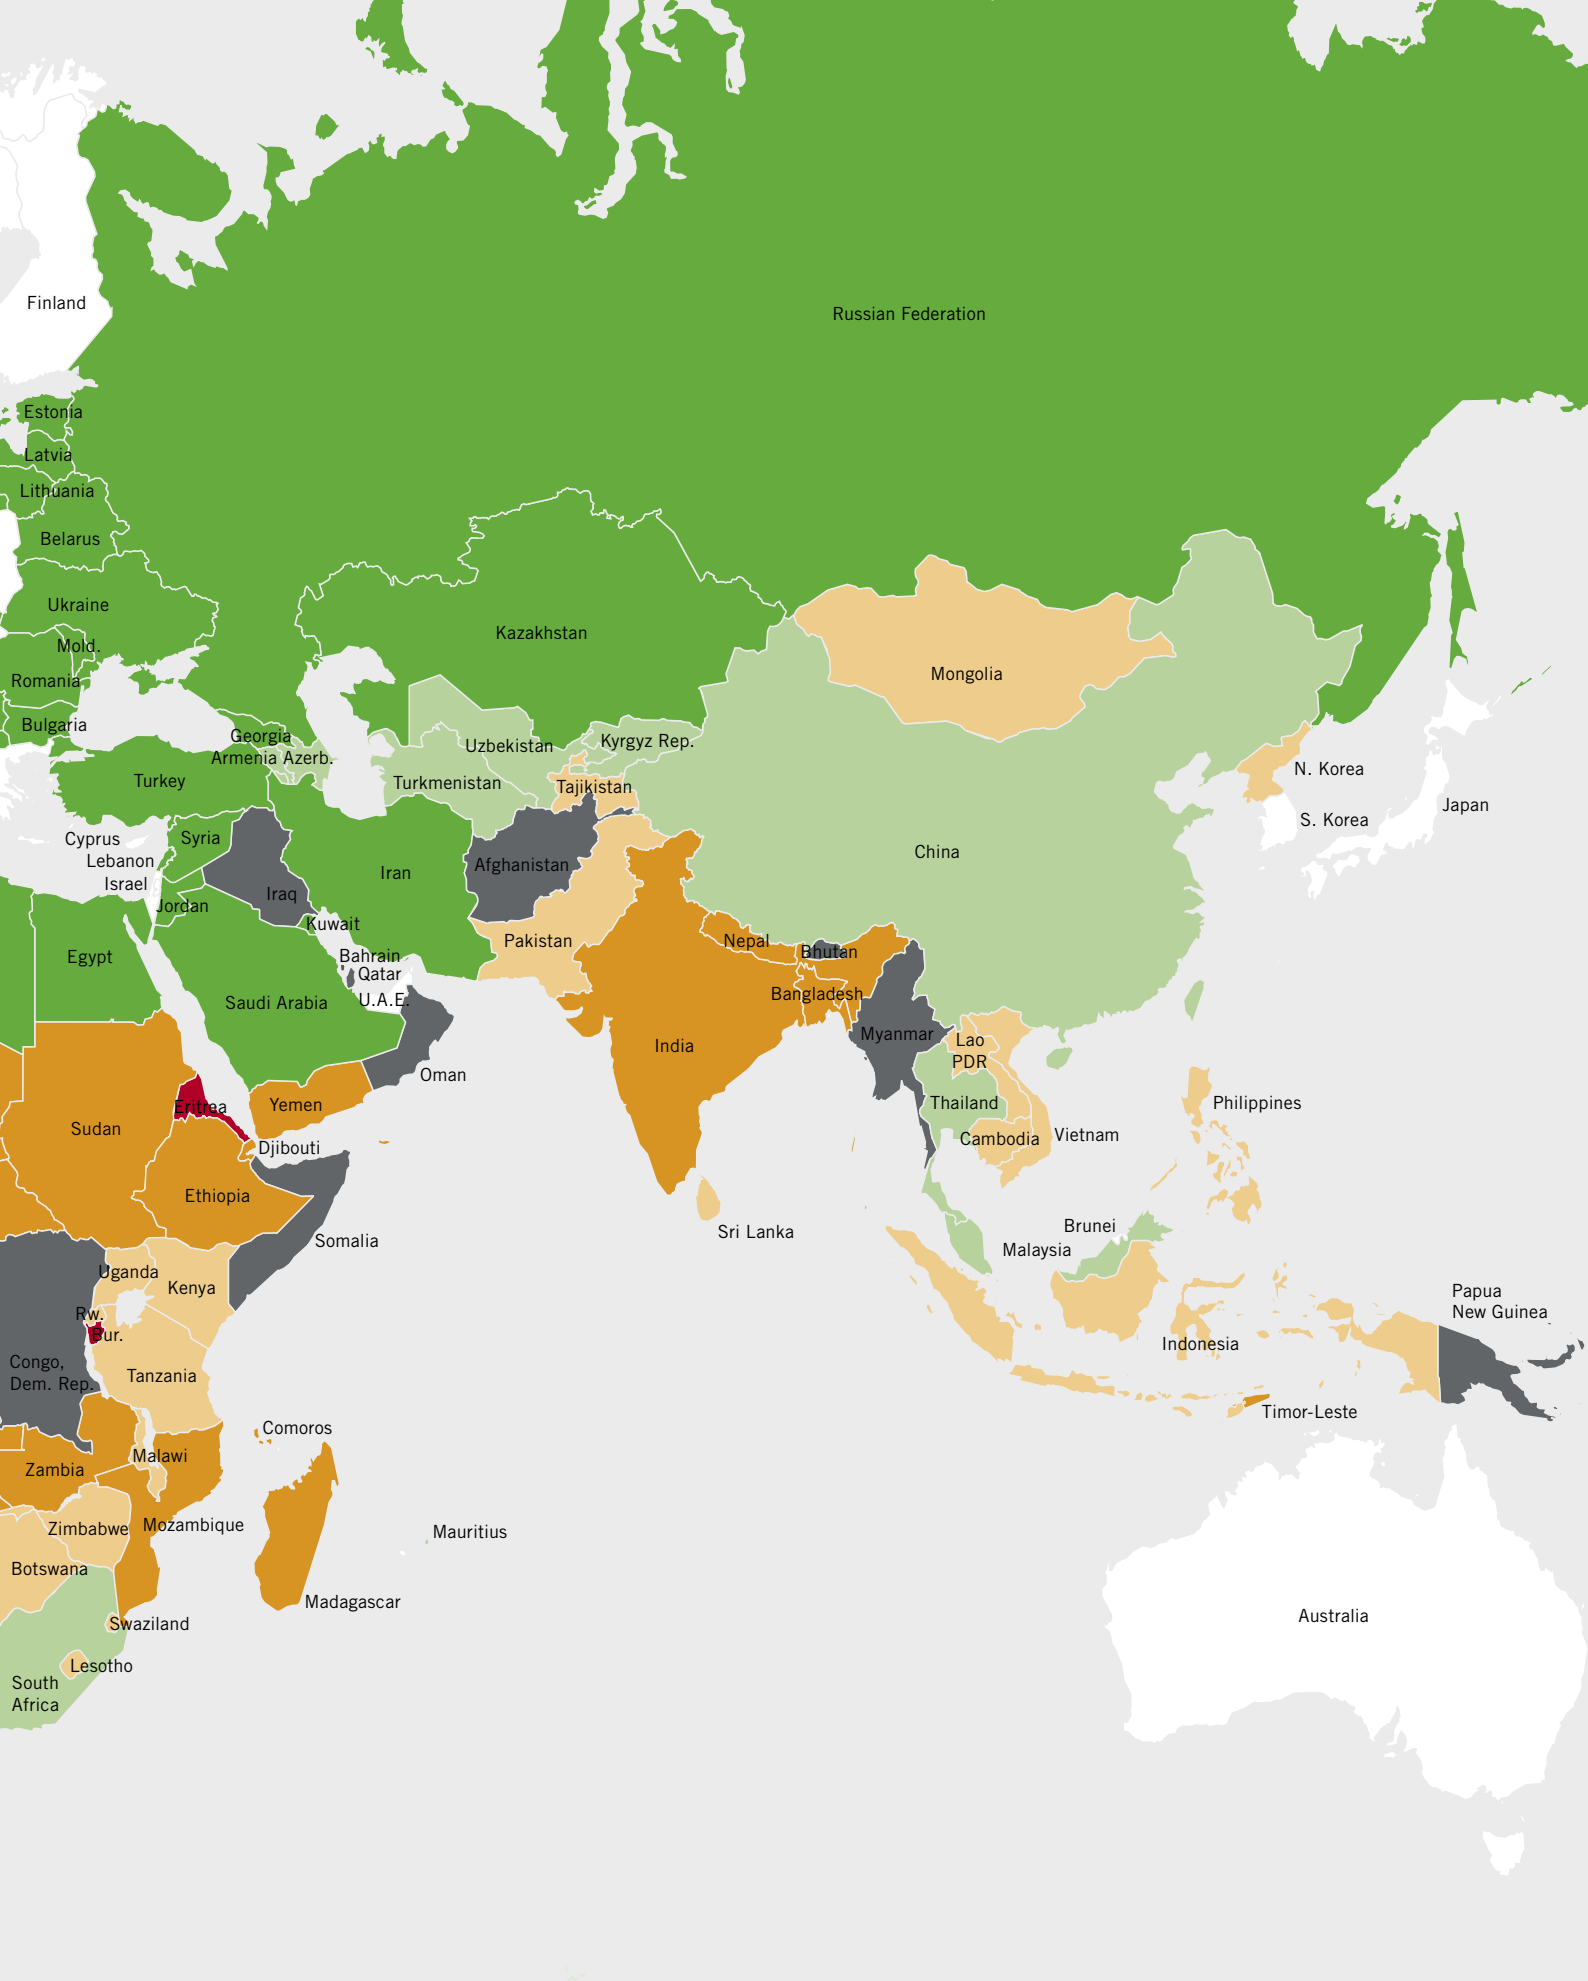 Finland
Russian Federation
Estonia
Latvia
Lithuania
Belarus
Ukraine
Kazakhstan
Mold.
Romania
Mongolia
Bulgaria
Georgia
Uzbekistan
Kyrgyz Rep.
Armenia Azerb.
N. Korea
Turkey
Turkmenistan
Tajikistan
Japan
S. Korea
Cyprus
Syria
China
Lebanon
Afghanistan
Iran
Israel
Iraq
Jordan
Kuwait
Pakistan
Nepal
Bhutan
Egypt
Bahrain
Qatar
Bangladesh
U.A.E.
Saudi Arabia
Myanmar
Lao
PDR
India
Oman
Thailand
Philippines
Yemen
Eritrea
Sudan
Cambodia
Vietnam
Djibouti
Ethiopia
Brunei
Sri Lanka
Somalia
Malaysia
Uganda
Kenya
Papua
New Guinea
Rw.
Bur.
Indonesia
Congo,
Dem. Rep.
Tanzania
Timor-Leste
Comoros
Malawi
Zambia
Zimbabwe
Mozambique
Mauritius
Botswana
Madagascar
Australia
Swaziland
Lesotho
South
Africa